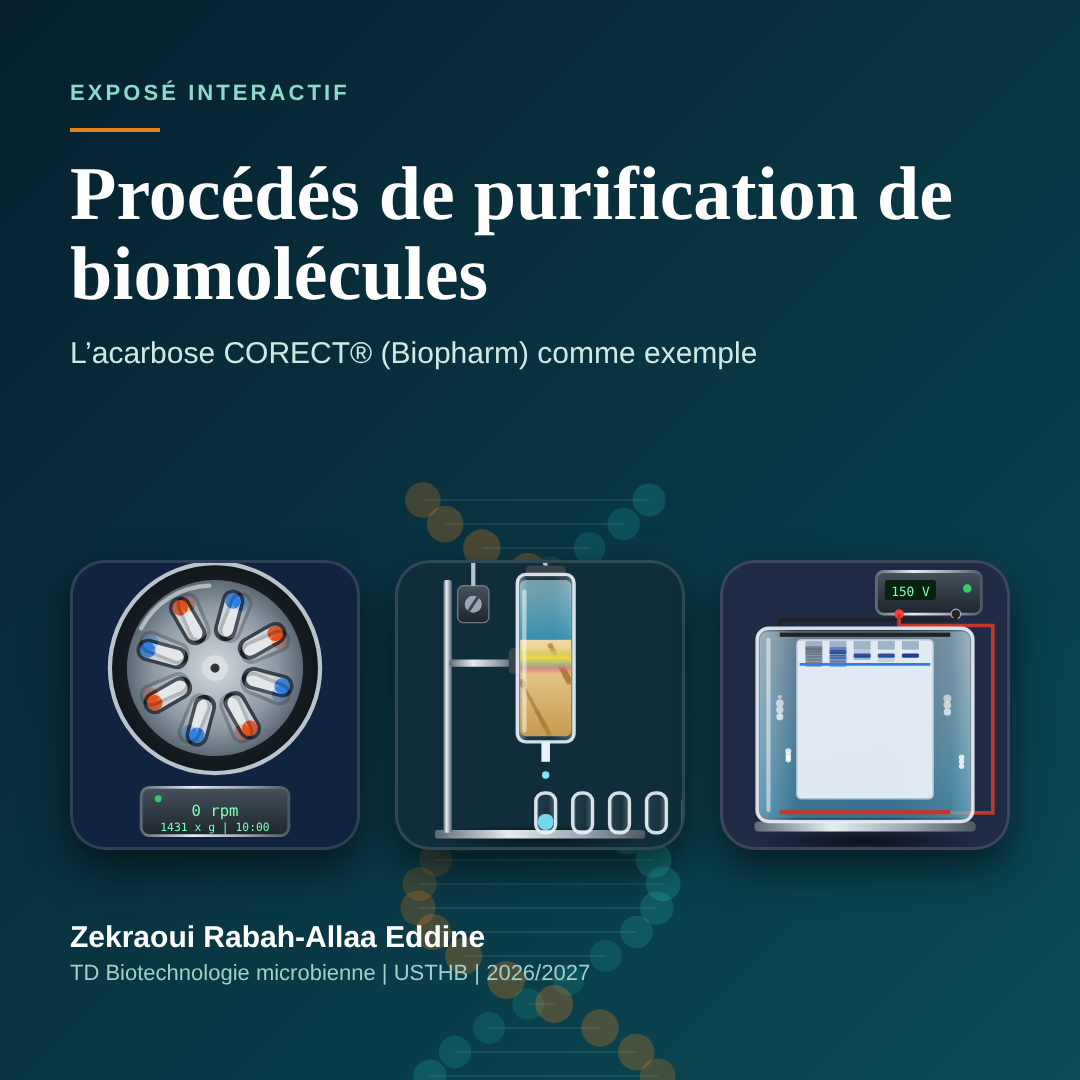 EXPOSÉ INTERACTIF
Procédés de purification de
biomolécules
L’acarbose CORECT® (Biopharm) comme exemple
150 V
0 rpm
1431 x g | 10:00
Zekraoui Rabah-Allaa Eddine
TD Biotechnologie microbienne | USTHB | 2026/2027